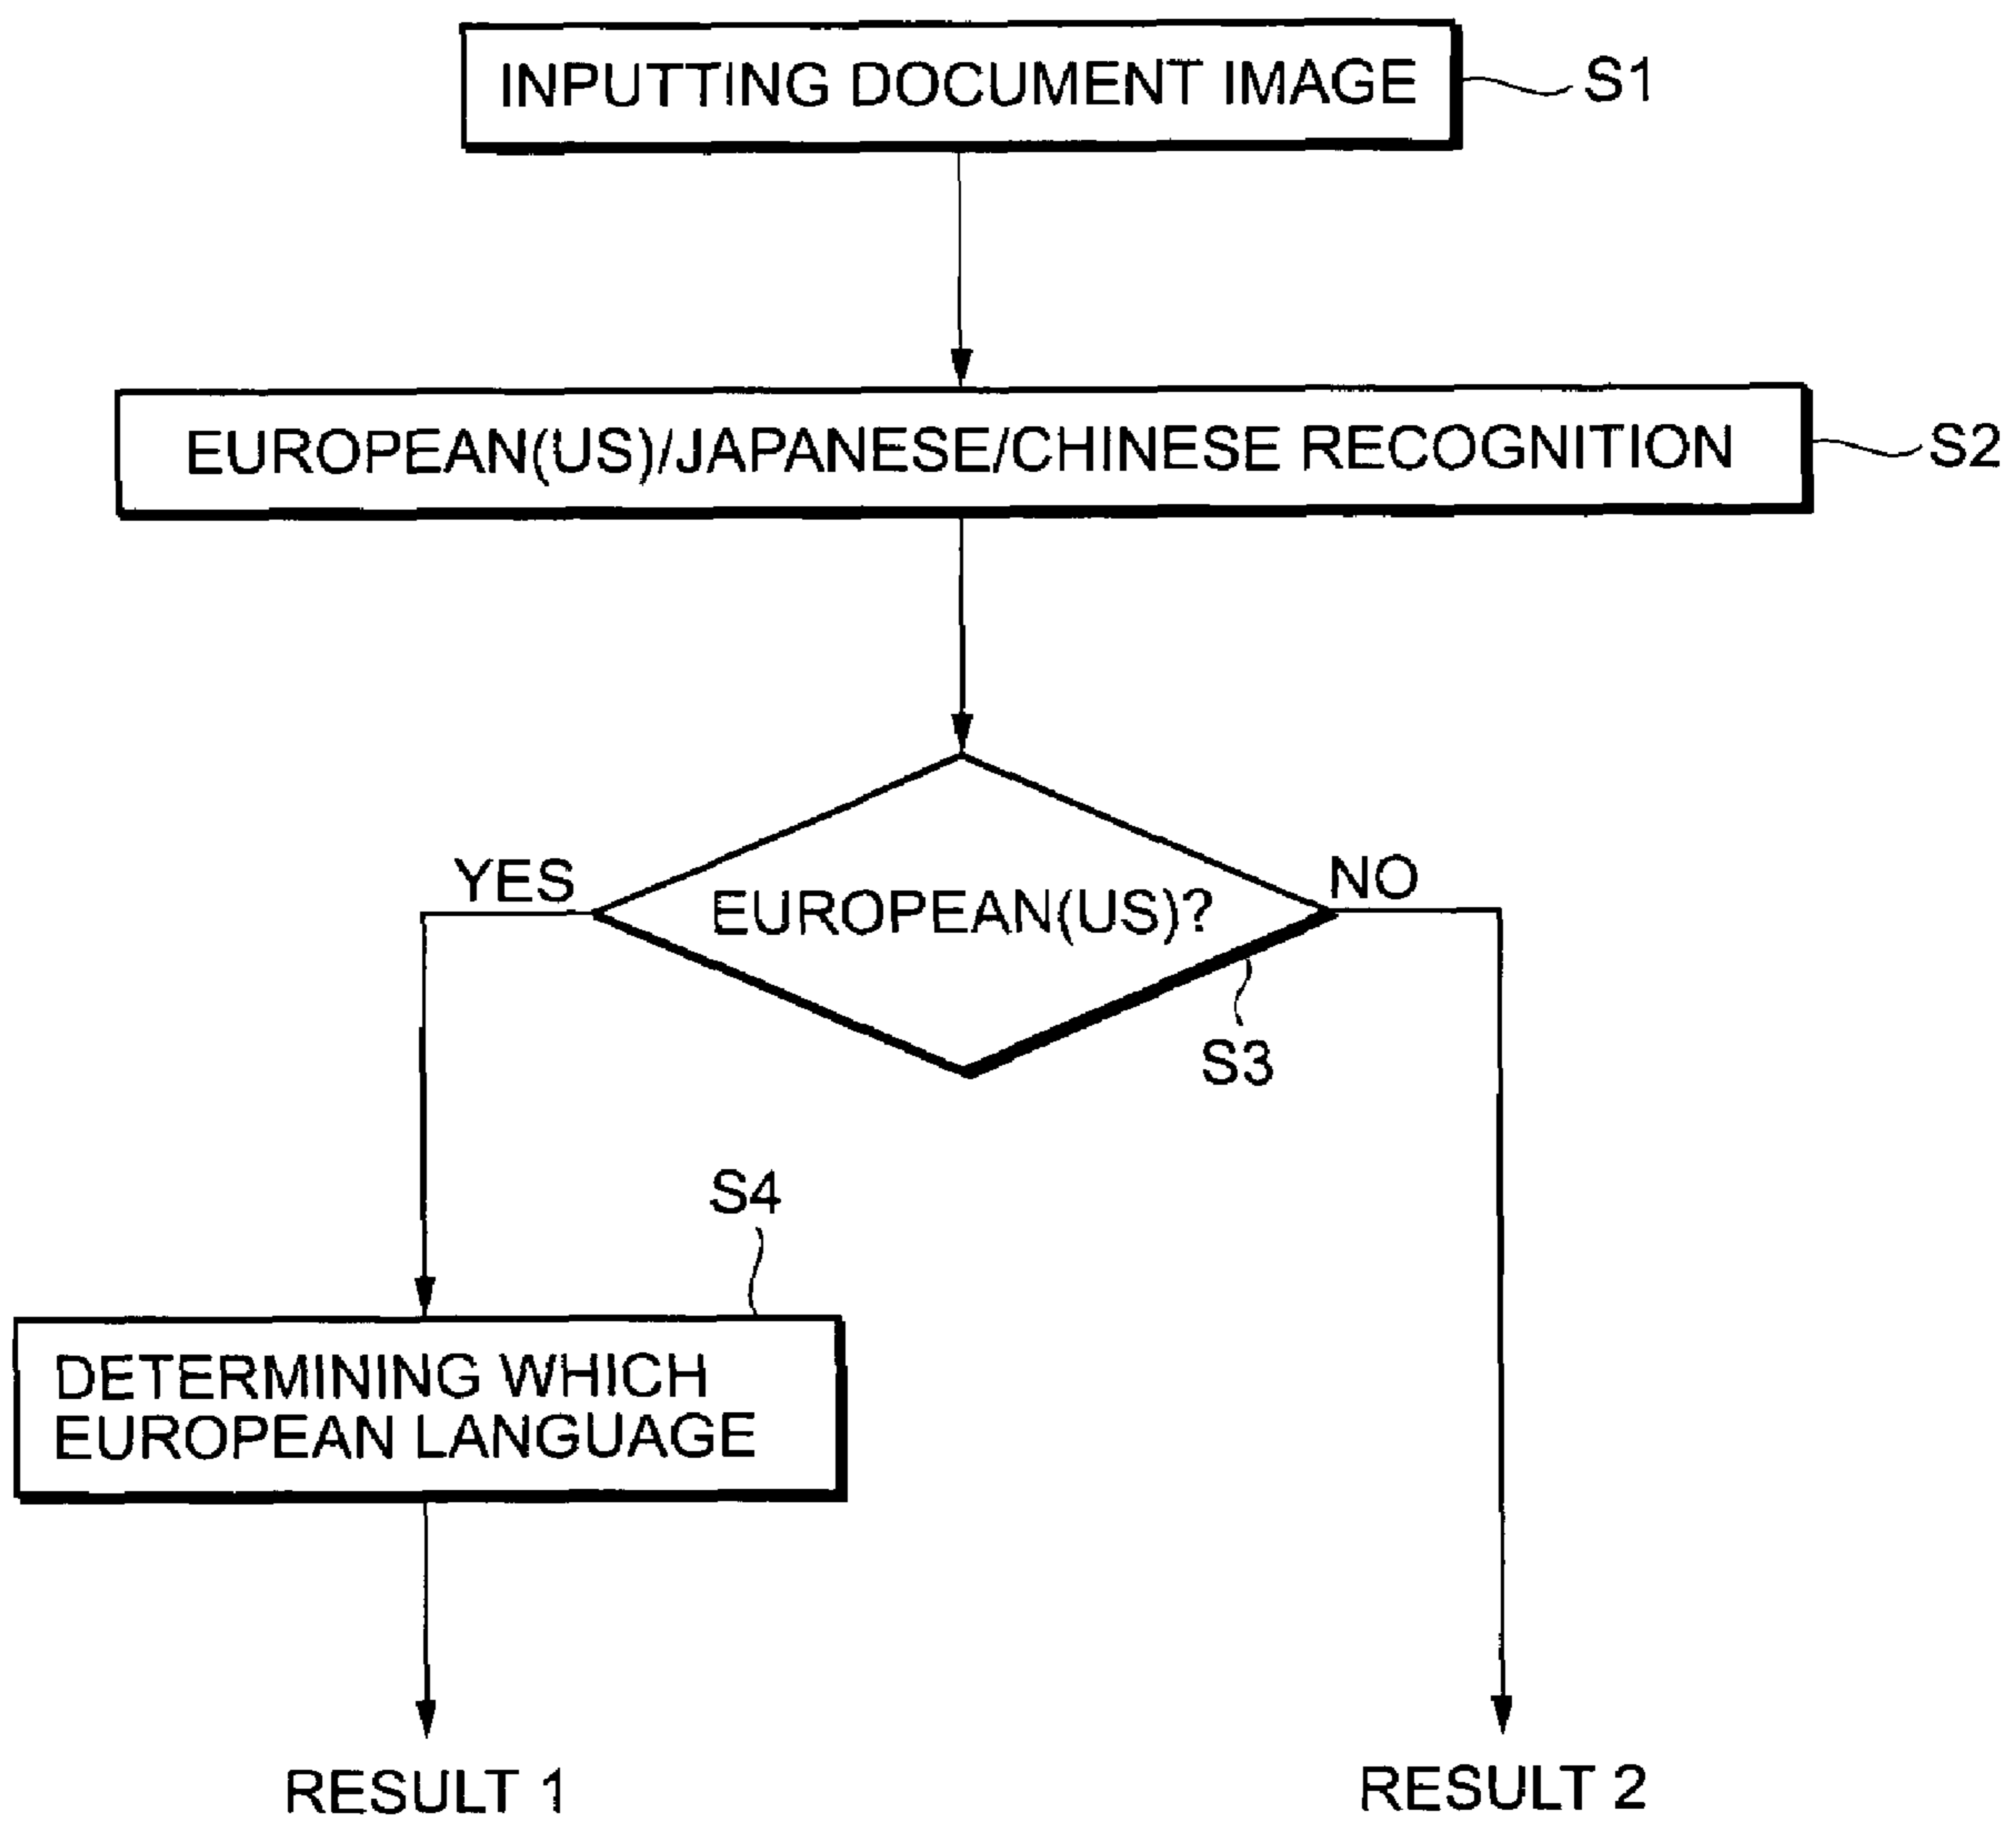 INPUTTING DOCUMENT IMAGE
S1
EUROPEAN(US)/JAPANESE/CHINESE RECOGNITION
S2
YES
NO
EUROPEAN(US)?
S3
S4
DETERMINING WHICH
EUROPEAN LANGUAGE
RESULT 1
RESULT 2